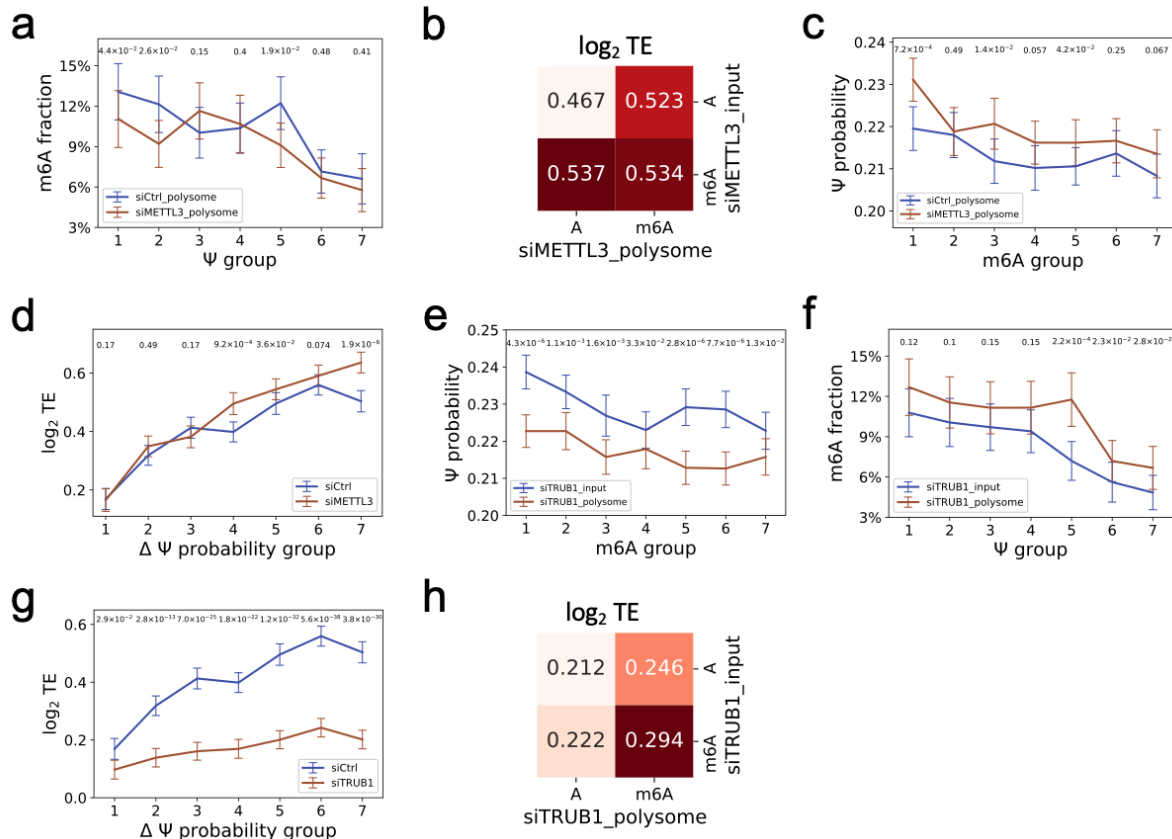 a
4.4×10⁻² 2.6×10⁻² 0.15 0.4 1.9×10⁻² 0.48 0.41
15%
12%
9%
6%
3%
m6A fraction
siCtrl_polysome
siMETTL3_polysome
1 2 3 4 5 6 7
Ψ group
b
log₂ TE
0.467 0.523
0.537 0.534
A
m6A
siMETTL3_input
A m6A
siMETTL3_polysome
c
7.2×10⁻⁴ 0.49 1.4×10⁻² 0.057 4.2×10⁻² 0.25 0.067
0.24
0.23
0.22
0.21
0.20
Ψ probability
siCtrl_polysome
siMETTL3_polysome
1 2 3 4 5 6 7
m6A group
d
0.17 0.49 0.17 9.2×10⁻⁴ 3.6×10⁻² 0.074 1.9×10⁻⁶
0.6
0.4
0.2
log₂ TE
siCtrl
siMETTL3
1 2 3 4 5 6 7
Δ Ψ probability group
e
4.3×10⁻⁶ 1.1×10⁻³ 1.6×10⁻³ 3.3×10⁻² 2.8×10⁻⁶ 7.7×10⁻⁶ 1.3×10⁻²
0.25
0.24
0.23
0.22
0.21
0.20
Ψ probability
siTRUB1_input
siTRUB1_polysome
1 2 3 4 5 6 7
m6A group
f
0.12 0.1 0.15 0.15 2.2×10⁻⁴ 2.3×10⁻² 2.8×10⁻²
15%
12%
9%
6%
3%
m6A fraction
siTRUB1_input
siTRUB1_polysome
1 2 3 4 5 6 7
Ψ group
g
2.9×10⁻² 2.8×10⁻¹³ 7.0×10⁻²⁵ 1.8×10⁻²² 1.2×10⁻³² 5.6×10⁻³⁸ 3.8×10⁻³⁰
0.6
0.4
0.2
0.0
log₂ TE
siCtrl
siTRUB1
1 2 3 4 5 6 7
Δ Ψ probability group
h
log₂ TE
0.212 0.246
0.222 0.294
A
m6A
siTRUB1_input
A m6A
siTRUB1_polysome